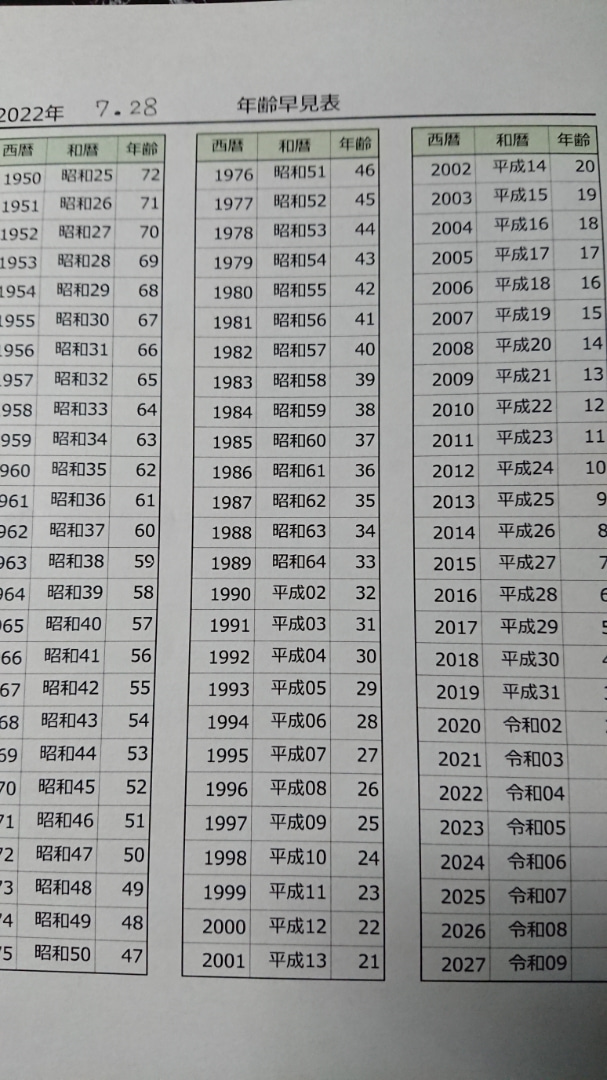 2022年 7.28 年齢早見表
西暦 和暦 年齢
1950 昭和25 72
1951 昭和26 71
1952 昭和27 70
1953 昭和28 69
1954 昭和29 68
1955 昭和30 67
1956 昭和31 66
1957 昭和32 65
1958 昭和33 64
959 昭和34 63
960 昭和35 62
961 昭和36 61
962 昭和37 60
963 昭和38 59
964 昭和39 58
965 昭和40 57
66 昭和41 56
67 昭和42 55
68 昭和43 54
69 昭和44 53
70 昭和45 52
71 昭和46 51
72 昭和47 50
73 昭和48 49
74 昭和49 48
75 昭和50 47
西暦 和暦 年齢
1976 昭和51 46
1977 昭和52 45
1978 昭和53 44
1979 昭和54 43
1980 昭和55 42
1981 昭和56 41
1982 昭和57 40
1983 昭和58 39
1984 昭和59 38
1985 昭和60 37
1986 昭和61 36
1987 昭和62 35
1988 昭和63 34
1989 昭和64 33
1990 平成02 32
1991 平成03 31
1992 平成04 30
1993 平成05 29
1994 平成06 28
1995 平成07 27
1996 平成08 26
1997 平成09 25
1998 平成10 24
1999 平成11 23
2000 平成12 22
2001 平成13 21
西暦 和暦 年齢
2002 平成14 20
2003 平成15 19
2004 平成16 18
2005 平成17 17
2006 平成18 16
2007 平成19 15
2008 平成20 14
2009 平成21 13
2010 平成22 12
2011 平成23 11
2012 平成24 10
2013 平成25 9
2014 平成26 8
2015 平成27 7
2016 平成28 6
2017 平成29 5
2018 平成30
2019 平成31
2020 令和02
2021 令和03
2022 令和04
2023 令和05
2024 令和06
2025 令和07
2026 令和08
2027 令和09